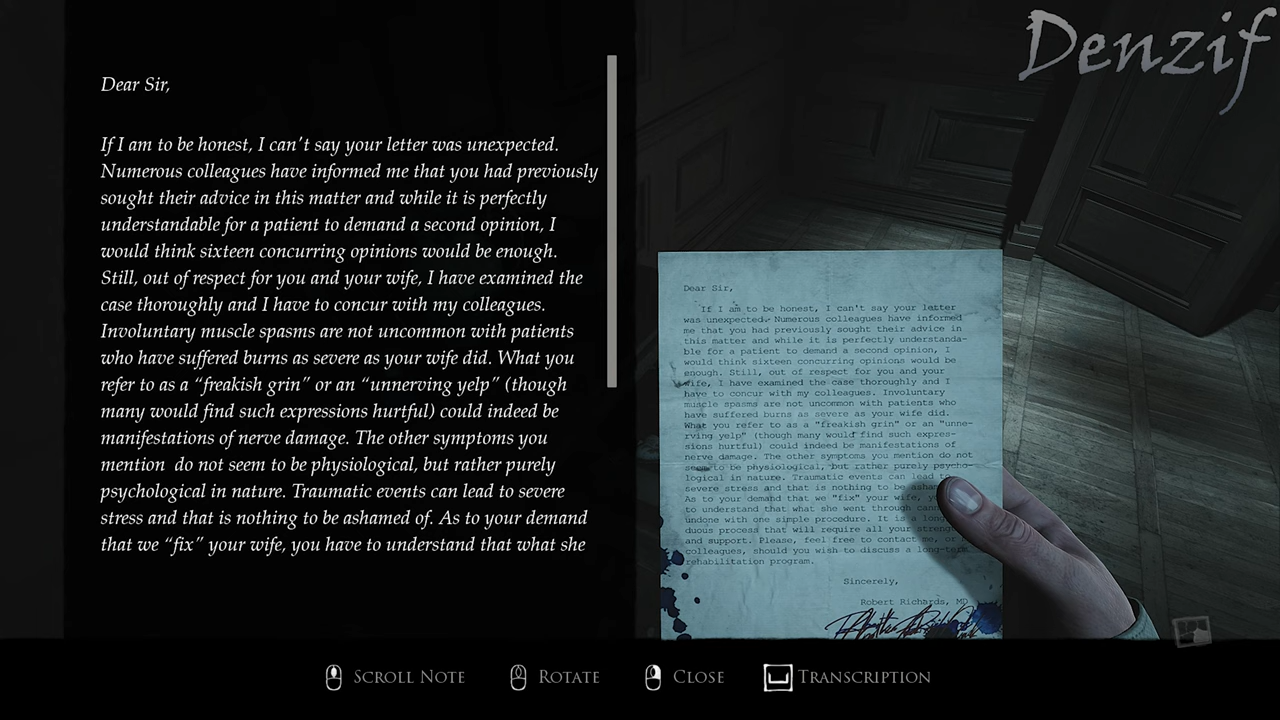 Denzif
Dear Sir,
If I am to be honest, I can't say your letter was unexpected.
Numerous colleagues have informed me that you had previously
sought their advice in this matter and while it is perfectly
understandable for a patient to demand a second opinion, I
would think sixteen concurring opinions would be enough.
Still, out of respect for you and your wife, I have examined the
case thoroughly and I have to concur with my colleagues.
Involuntary muscle spasms are not uncommon with patients
who have suffered burns as severe as your wife did. What you
refer to as a “freakish grin” or an “unnerving yelp” (though
many would find such expressions hurtful) could indeed be
manifestations of nerve damage. The other symptoms you
mention do not seem to be physiological, but rather purely
psychological in nature. Traumatic events can lead to severe
stress and that is nothing to be ashamed of. As to your demand
that we “fix” your wife, you have to understand that what she
Dear Sir,
If I am to be honest, I can't say your letter
was unexpected. Numerous colleagues have informed
me that you had previously sought their advice in
this matter and while it is perfectly understanda-
ble for a patient to demand a second opinion, I
would think sixteen concurring opinions would be
enough. Still, out of respect for you and your
wife, I have examined the case thoroughly and I
have to concur with my colleagues. Involuntary
muscle spasms are not uncommon with patients who
have suffered burns as severe as your wife did.
What you refer to as a "freakish grin" or an "unne-
rving yelp" (though many would find such expres-
sions hurtful) could indeed be manifestations of
nerve damage. The other symptoms you mention do not
seem to be physiological, but rather purely psycho-
logical in nature. Traumatic events can lead to
severe stress and that is nothing to be
As to your demand that we "fix" your wife,
to understand that what she went through
undone with one simple procedure. It is a
duous process that will require all your
and support. Please, feel free to contact me, or
colleagues, should you wish to discuss a long-term
rehabilitation program.
Sincerely,
Robert Richards, MD
SCROLL NOTE
ROTATE
CLOSE
TRANSCRIPTION